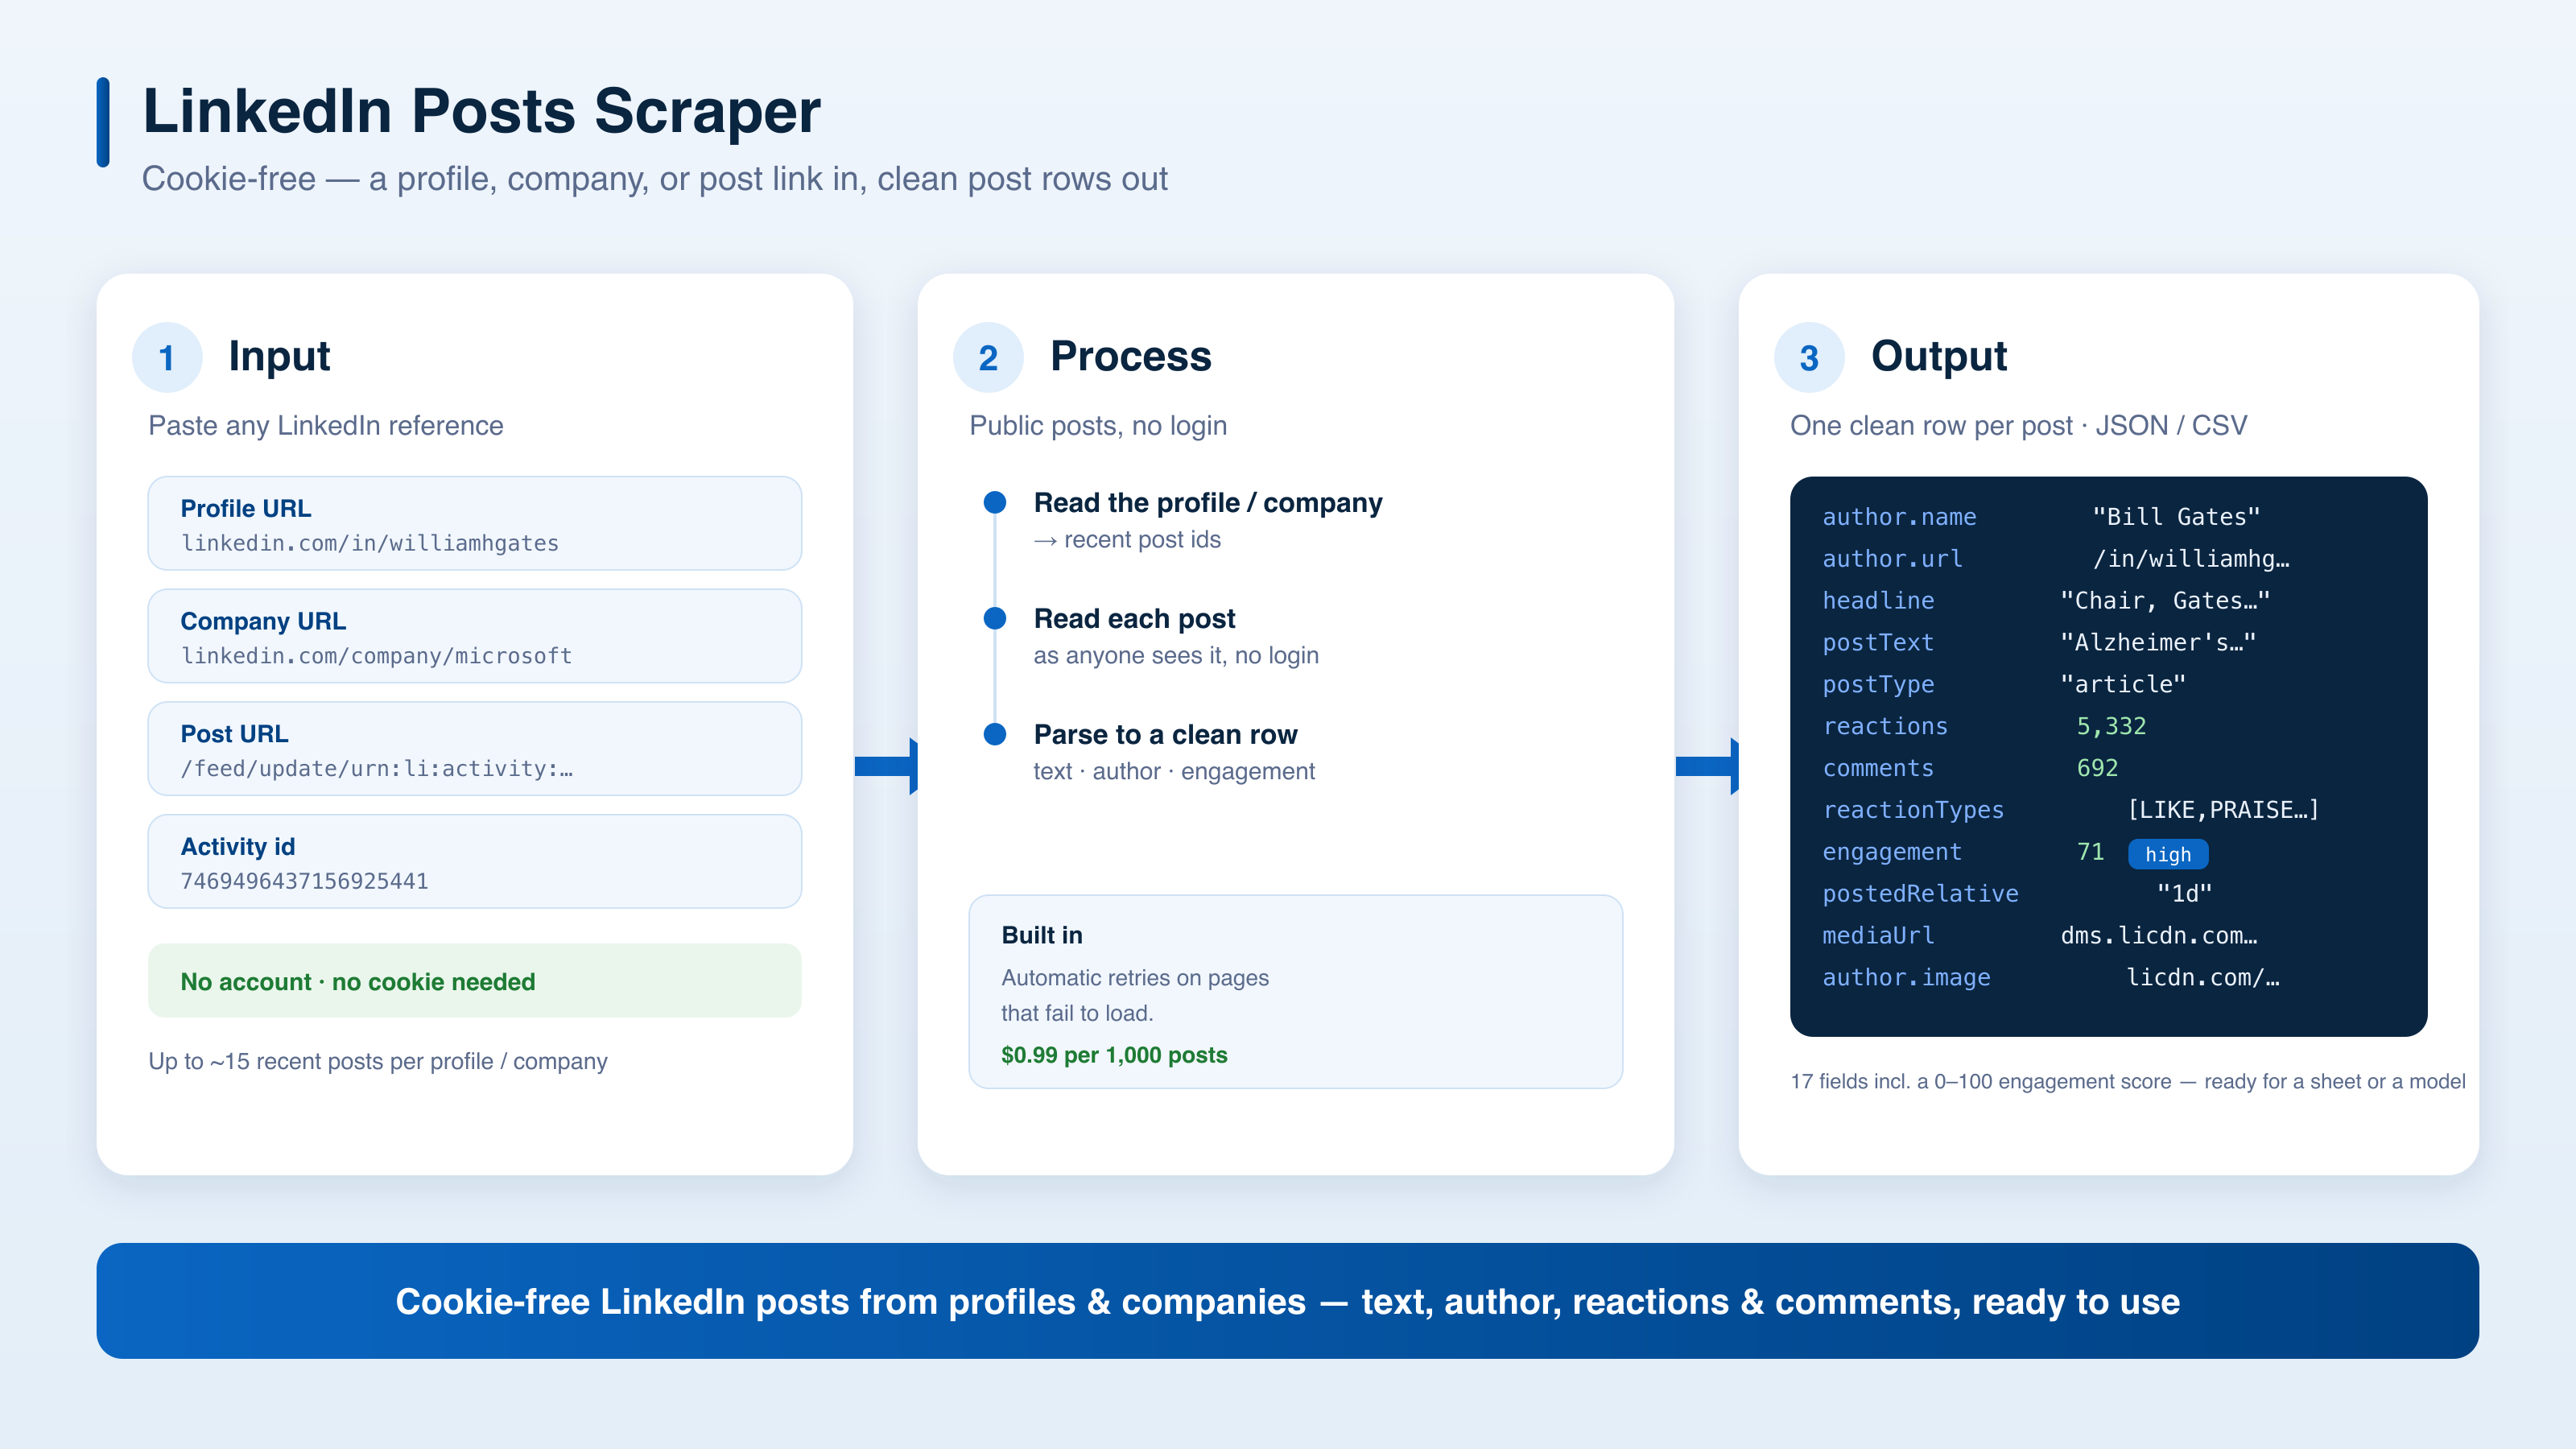 LinkedIn Posts Scraper
Cookie-free — a profile, company, or post link in, clean post rows out
1 Input
Paste any LinkedIn reference
Profile URL
linkedin.com/in/williamhgates
Company URL
linkedin.com/company/microsoft
Post URL
/feed/update/urn:li:activity:…
Activity id
7469496437156925441
No account · no cookie needed
Up to ~15 recent posts per profile / company
2 Process
Public posts, no login
Read the profile / company
→ recent post ids
Read each post
as anyone sees it, no login
Parse to a clean row
text · author · engagement
Built in
Automatic retries on pages
that fail to load.
$0.99 per 1,000 posts
3 Output
One clean row per post · JSON / CSV
author.name "Bill Gates"
author.url /in/williamhg…
headline "Chair, Gates…"
postText "Alzheimer's…"
postType "article"
reactions 5,332
comments 692
reactionTypes [LIKE,PRAISE…]
engagement 71 high
postedRelative "1d"
mediaUrl dms.licdn.com…
author.image licdn.com/…
17 fields incl. a 0–100 engagement score — ready for a sheet or a model
Cookie-free LinkedIn posts from profiles & companies — text, author, reactions & comments, ready to use